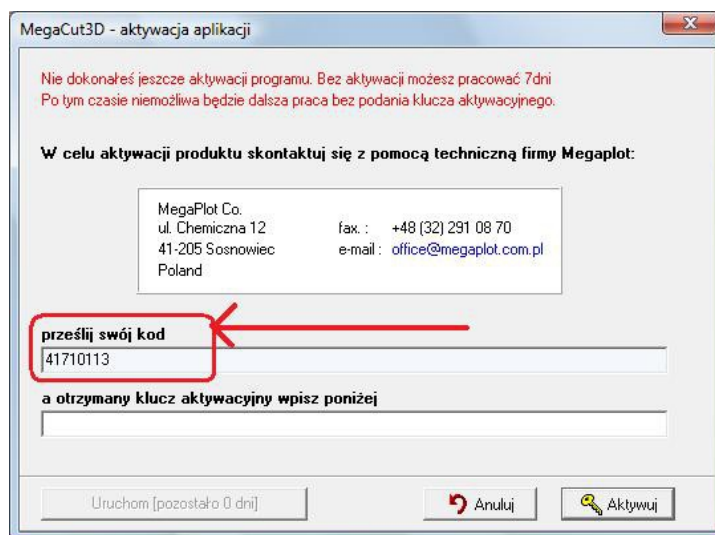 MegaCut3D - aktywacja aplikacji
Nie dokonałeś jeszcze aktywacji programu. Bez aktywacji możesz pracować 7dni
Po tym czasie niemożliwa będzie dalsza praca bez podania klucza aktywacyjnego.
W celu aktywacji produktu skontaktuj się z pomocą techniczną firmy Megaplot:
MegaPlot Co.
ul. Chemiczna 12 fax. : +48 (32) 291 08 70
41-205 Sosnowiec e-mail : office@megaplot.com.pl
Poland
prześlij swój kod
41710113
a otrzymany klucz aktywacyjny wpisz poniżej
Uruchom [pozostało 0 dni] Anuluj Aktywuj